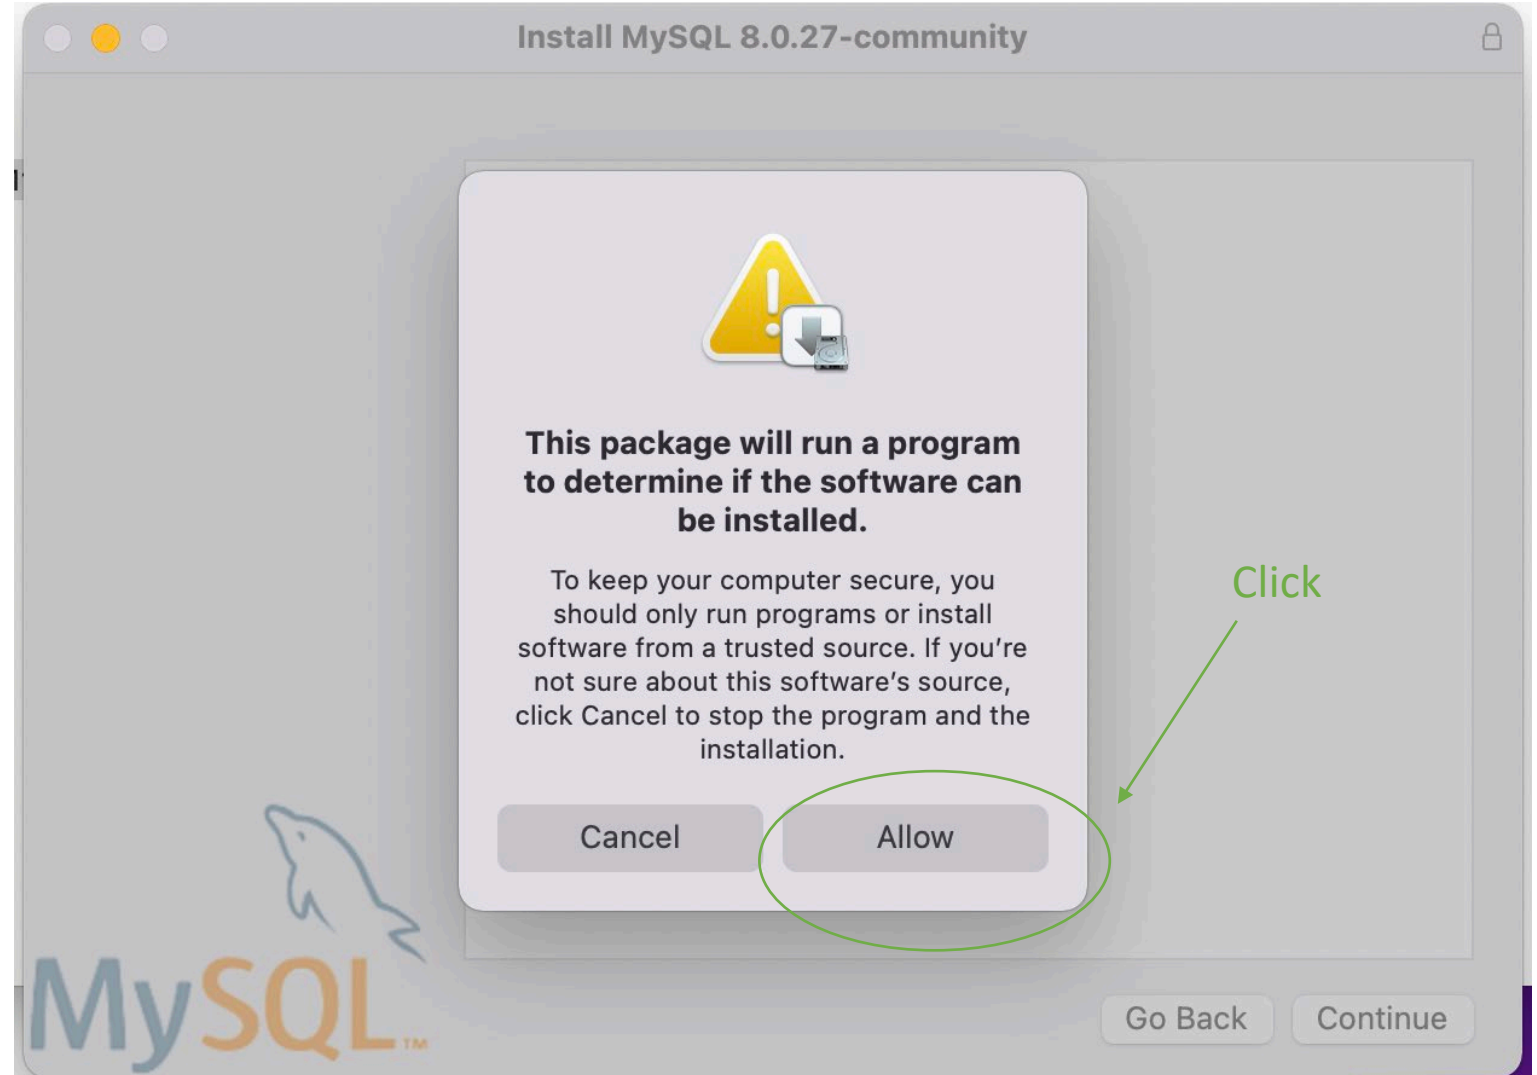 Install MySQL 8.0.27-community
This package will run a program
to determine if the software can
be installed.
To keep your computer secure, you
should only run programs or install
software from a trusted source. If you’re
not sure about this software’s source,
click Cancel to stop the program and the
installation.
Click
Cancel
Allow
MySQL™
Go Back
Continue